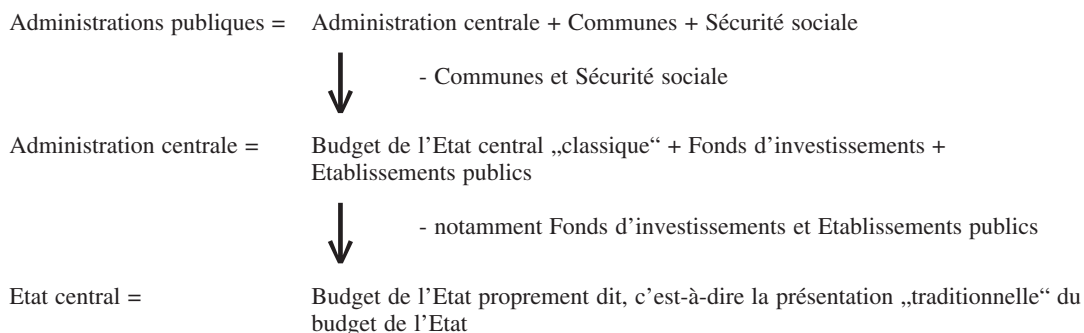 Administrations publiques = Administration centrale + Communes + Sécurité sociale
- Communes et Sécurité sociale
Administration centrale = Budget de l’Etat central „classique“ + Fonds d’investissements +
Etablissements publics
- notamment Fonds d’investissements et Etablissements publics
Etat central = Budget de l’Etat proprement dit, c’est-à-dire la présentation „traditionnelle“ du
budget de l’Etat